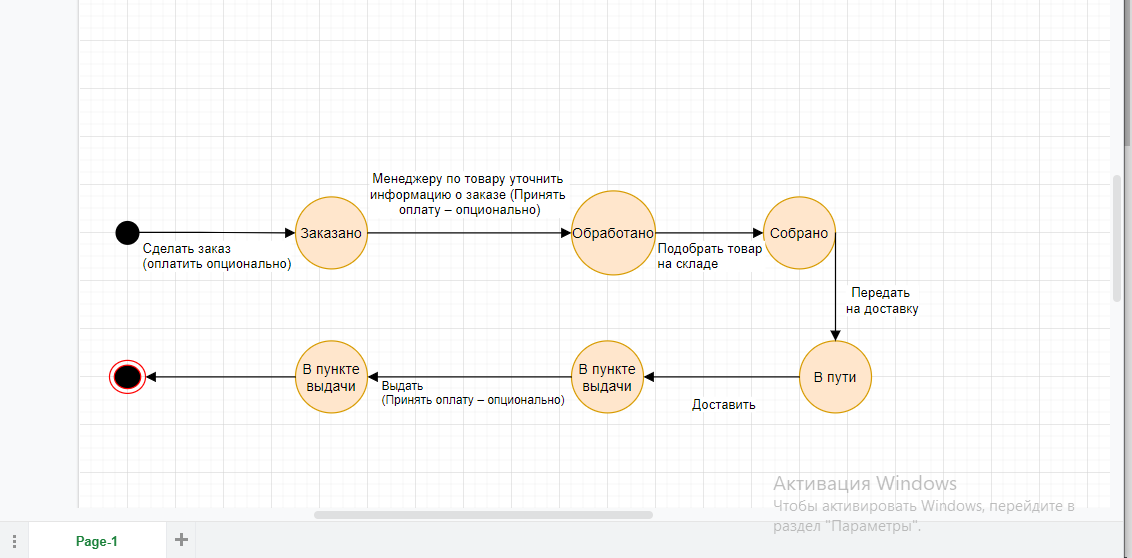 Менеджеру по товару уточнить
информацию о заказе (Принять
оплату – опционально)
Заказано
Обработано
Собрано
Сделать заказ
(оплатить опционально)
Подобрать товар
на складе
Передать
на доставку
В пункте
выдачи
В пункте
выдачи
В пути
Выдать
(Принять оплату – опционально)
Доставить
Активация Windows
Чтобы активировать Windows, перейдите в
раздел "Параметры".
Page-1